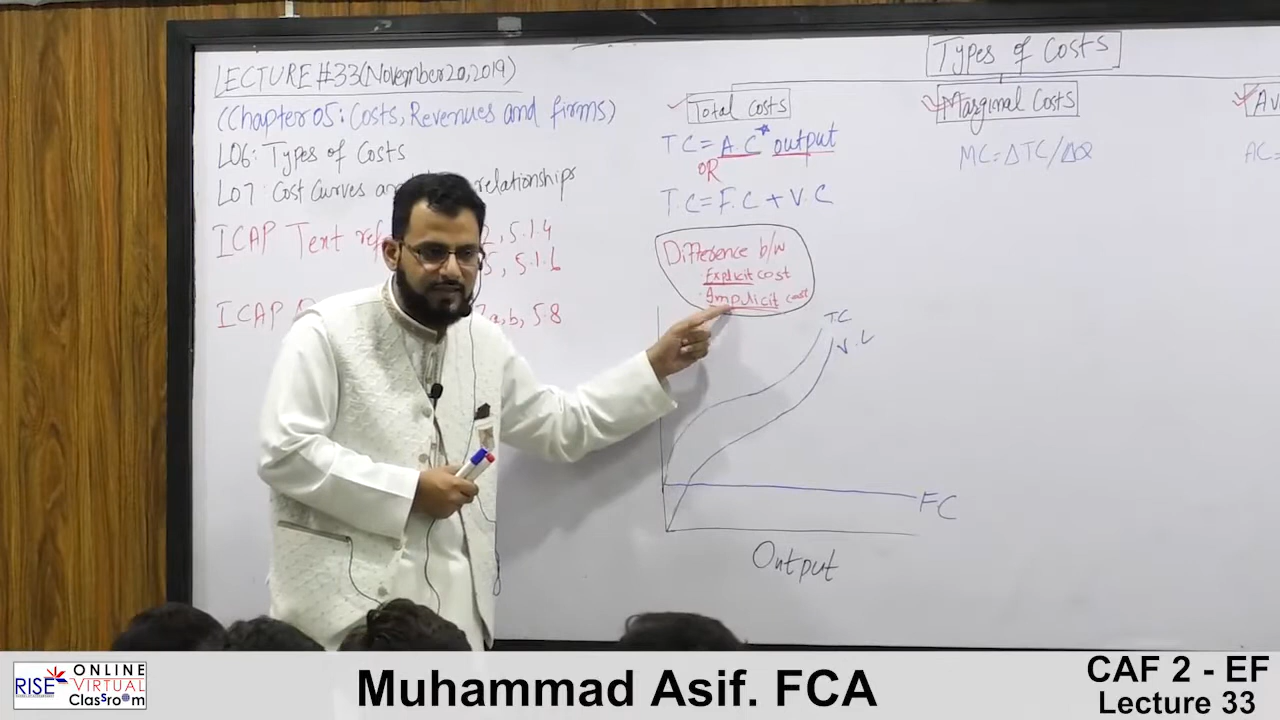 LECTURE #33(November 20, 2019)
(Chapter 05: Costs, Revenues and firms)
L06: Types of Costs
L07: Cost Curves and relationships
ICAP Text 5.1.4
5.1.6
ICAP 5.8
Types of Costs
Total Costs
TC = A.C * output
OR
T.C = F.C + V.C
Difference b/w
Explicit cost
Implicit cost
TC
V.C
FC
Output
Marginal Costs
MC = ΔTC/ΔQ
AC=
RISE
ONLINE
VIRTUAL
ClaSsro@m
Muhammad Asif. FCA
CAF 2 - EF
Lecture 33